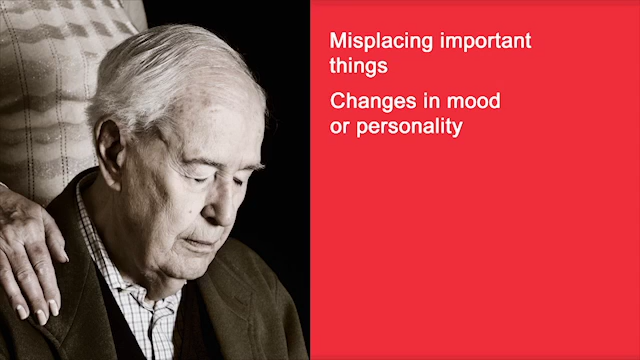 Misplacing important
things
Changes in mood
or personality